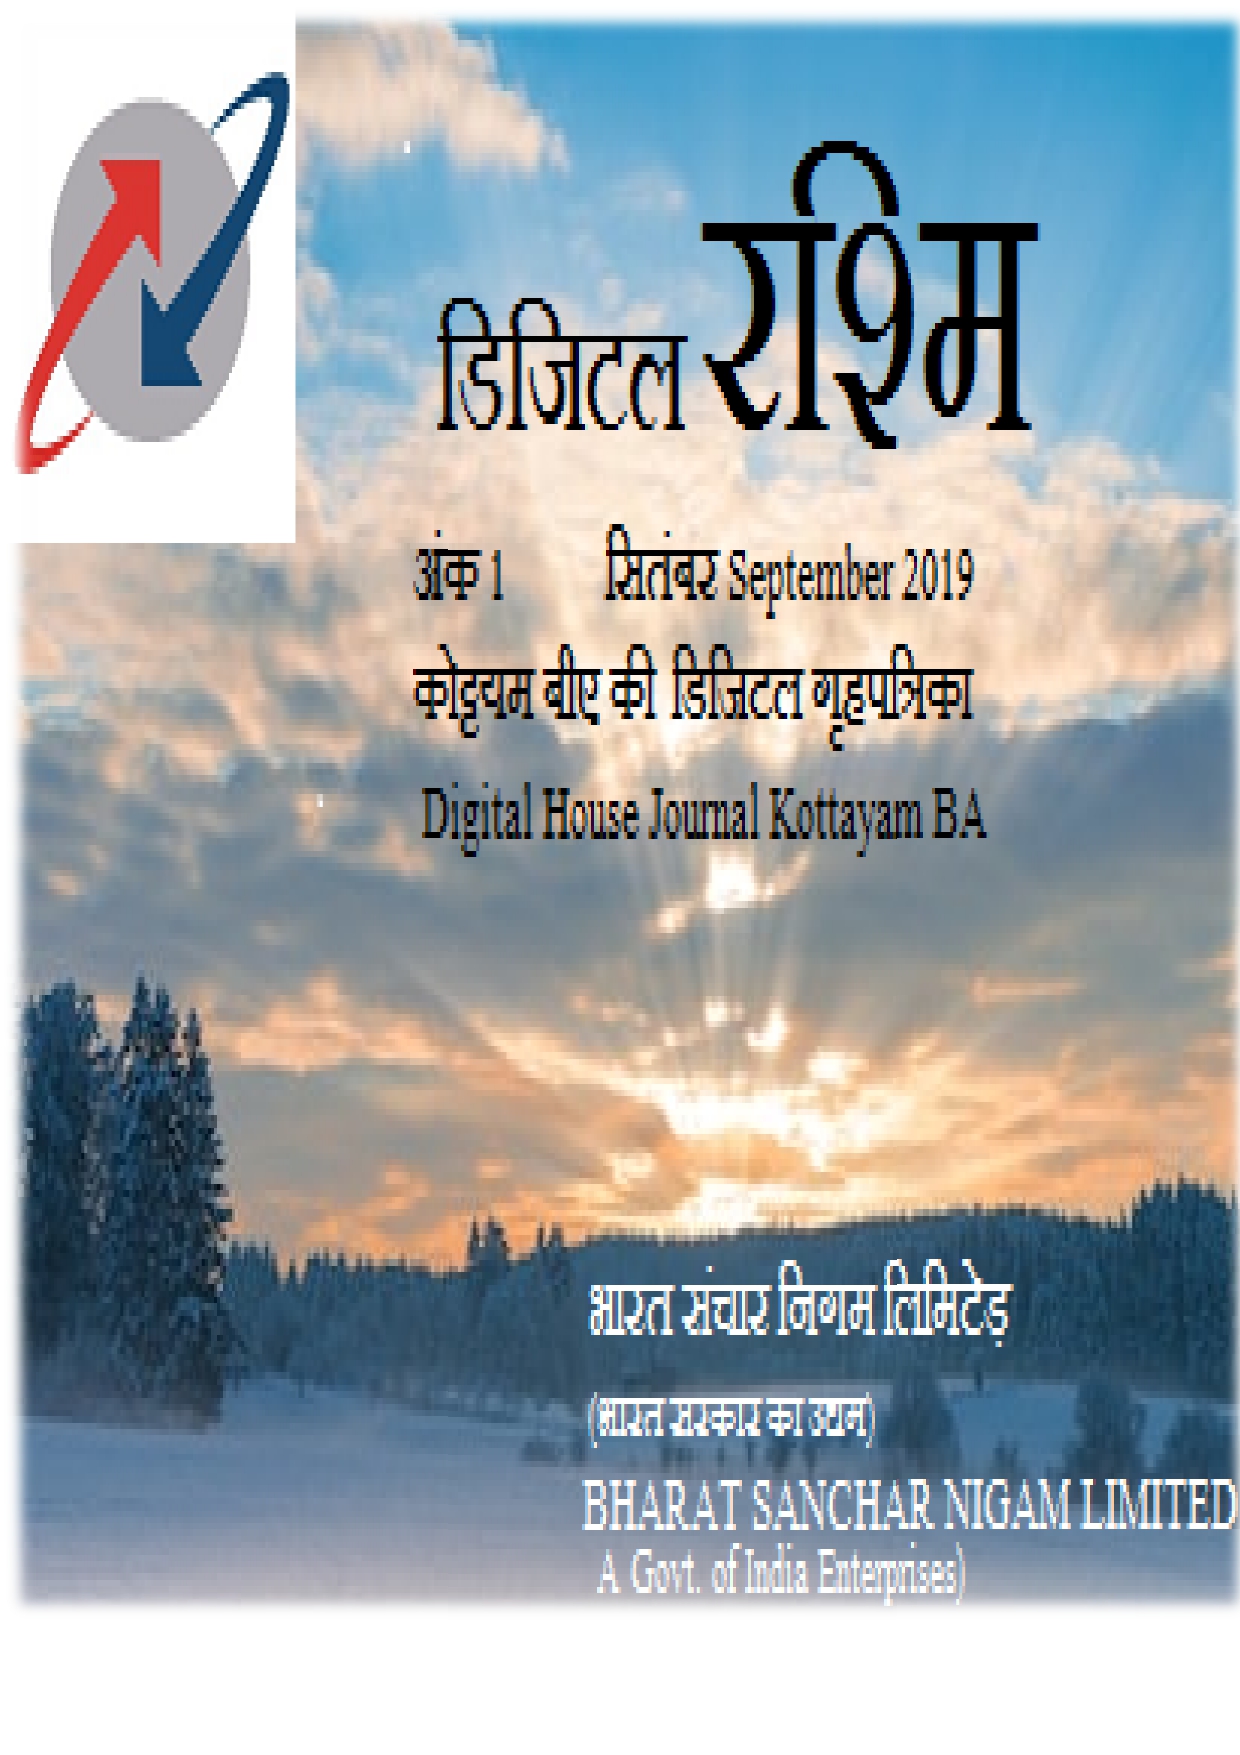 डिजिटल रश्मि
अंक 1 सितंबर September 2019
कोट्टयम बीए की डिजिटल गृहपत्रिका
Digital House Journal Kottayam BA
भारत संचार निगम लिमिटेड़
(भारत सरकार का उद्यम)
BHARAT SANCHAR NIGAM LIMITED
A Govt. of India Enterprises)